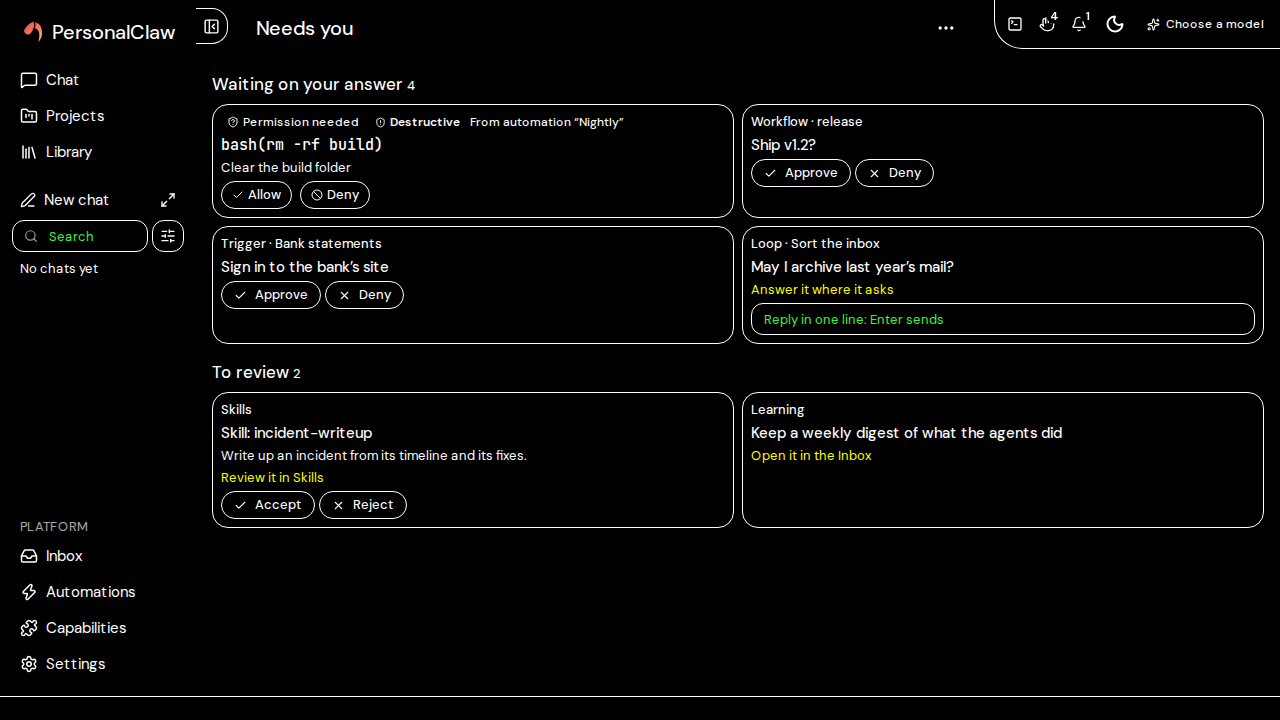 PersonalClaw
Needs you
4
1
Choose a model
Chat
Projects
Library
New chat
Search
No chats yet
PLATFORM
Inbox
Automations
Capabilities
Settings
Waiting on your answer 4
Permission needed Destructive From automation “Nightly”
bash(rm -rf build)
Clear the build folder
Allow Deny
Workflow · release
Ship v1.2?
Approve Deny
Trigger · Bank statements
Sign in to the bank’s site
Approve Deny
Loop · Sort the inbox
May I archive last year’s mail?
Answer it where it asks
Reply in one line: Enter sends
To review 2
Skills
Skill: incident-writeup
Write up an incident from its timeline and its fixes.
Review it in Skills
Accept Reject
Learning
Keep a weekly digest of what the agents did
Open it in the Inbox